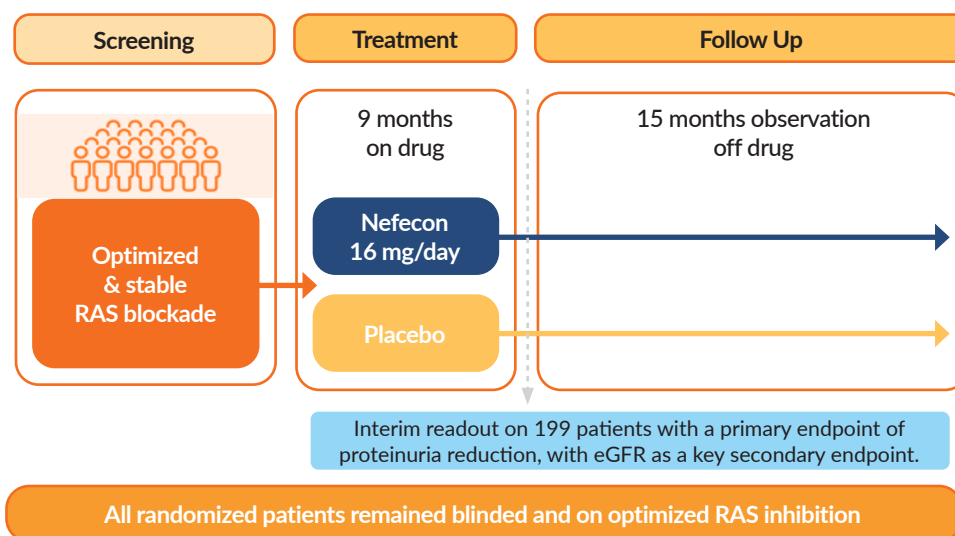 Screening
Treatment
Follow Up
9 months
on drug
15 months observation
off drug
Optimized
& stable
RAS blockade
Nefecon
16 mg/day
Placebo
Interim readout on 199 patients with a primary endpoint of
proteinuria reduction, with eGFR as a key secondary endpoint.
All randomized patients remained blinded and on optimized RAS inhibition